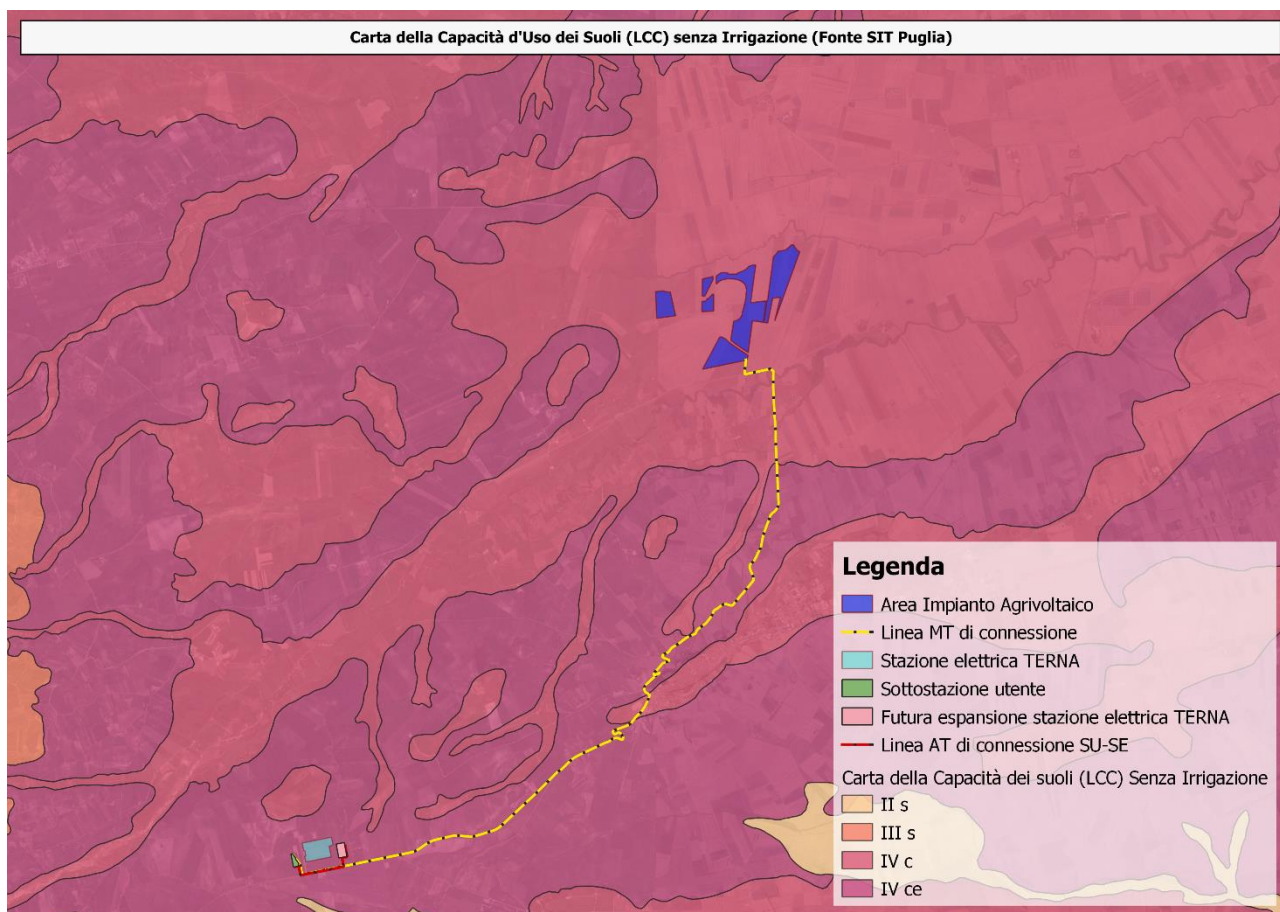 Carta della Capacità d'Uso dei Suoli (LCC) senza Irrigazione (Fonte SIT Puglia)
Legenda
Area Impianto Agrivoltaico
Linea MT di connessione
Stazione elettrica TERNA
Sottostazione utente
Futura espansione stazione elettrica TERNA
Linea AT di connessione SU-SE
Carta della Capacità dei suoli (LCC) Senza Irrigazione
II s
III s
IV c
IV ce